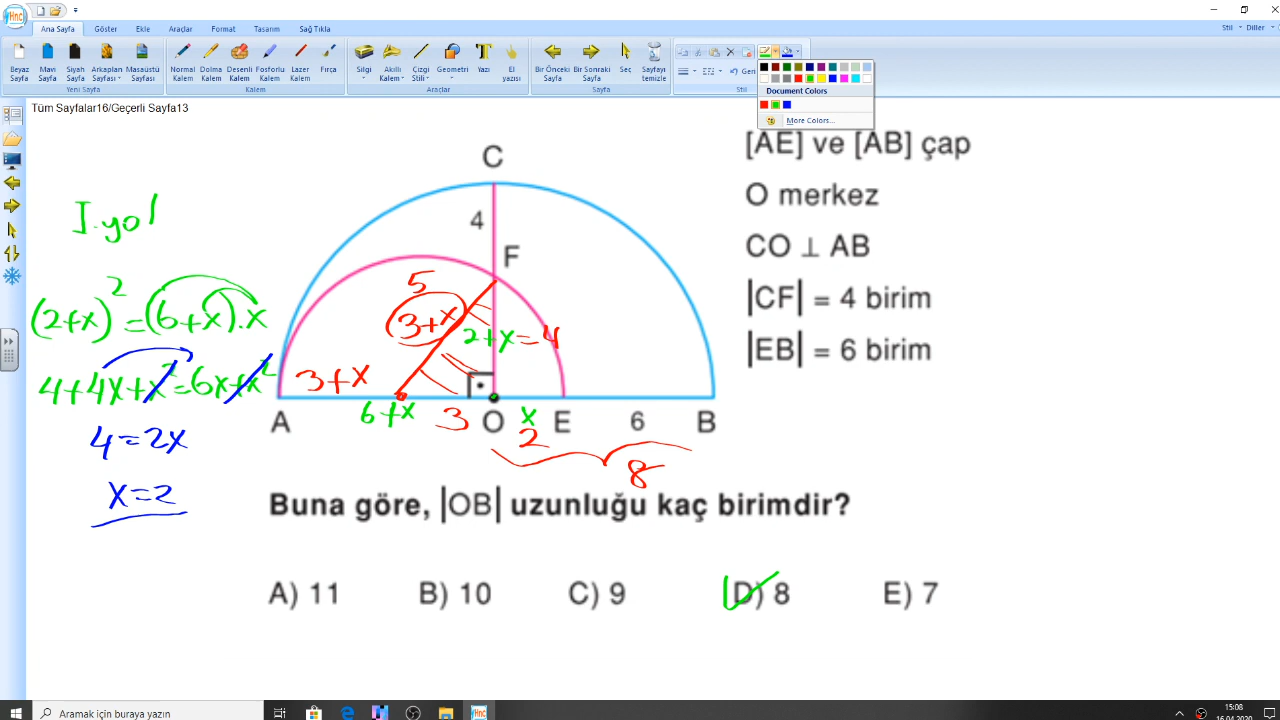 Stil Diller
Ana Sayfa Göster Ekle Araçlar Format Tasarım Sağ Tıkla
Beyaz Sayfa Mavi Sayfa Siyah Sayfa Arkaplan Sayfası Masaüstü Sayfası Normal Kalem Dolma Kalem Desenli Kalem Fosforlu Kalem Lazer Kalem Fırça Silgi Akıllı Kalem Çizgi Stili Geometri Yazı El yazısı Bir Önceki Sayfa Bir Sonraki Sayfa Seç Sayfayı temizle Geri
Yeni Sayfa Kalem Araçlar Sayfa Stil
Document Colors
More Colors...
Tüm Sayfalar16/Geçerli Sayfa13
[AE] ve [AB] çap
O merkez
CO ⊥ AB
|CF| = 4 birim
|EB| = 6 birim
C
4
F
5
(3+x)
2+x=4
3+x
6+x
3
x
2
A O E 6 B
8
I.yol
(2+x)²=(6+x).x
4+4x+x²=6x+x²
4=2x
x=2
Buna göre, |OB| uzunluğu kaç birimdir?
A) 11 B) 10 C) 9 D) 8 E) 7
Aramak için buraya yazın
15:08
16.04.2020